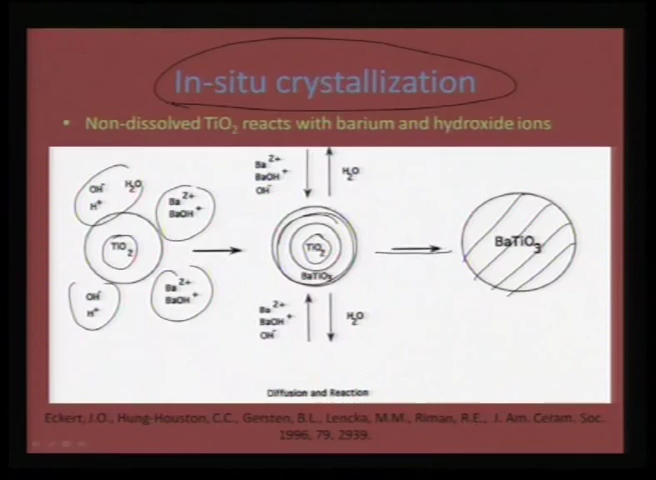 In-situ crystallization
• Non-dissolved TiO2 reacts with barium and hydroxide ions
OH-
H2O
H+
Ba2+
BaOH+
TiO2
OH-
H+
Ba2+
BaOH+
Ba2+
BaOH+
OH-
H2O
TiO2
BaTiO3
Ba2+
BaOH+
OH-
H2O
BaTiO3
Diffusion and Reaction
Eckert, J.O., Hung-Houston, C.C., Gersten, B.L., Lencka, M.M., Riman, R.E., J. Am. Ceram. Soc.
1996, 79, 2939.